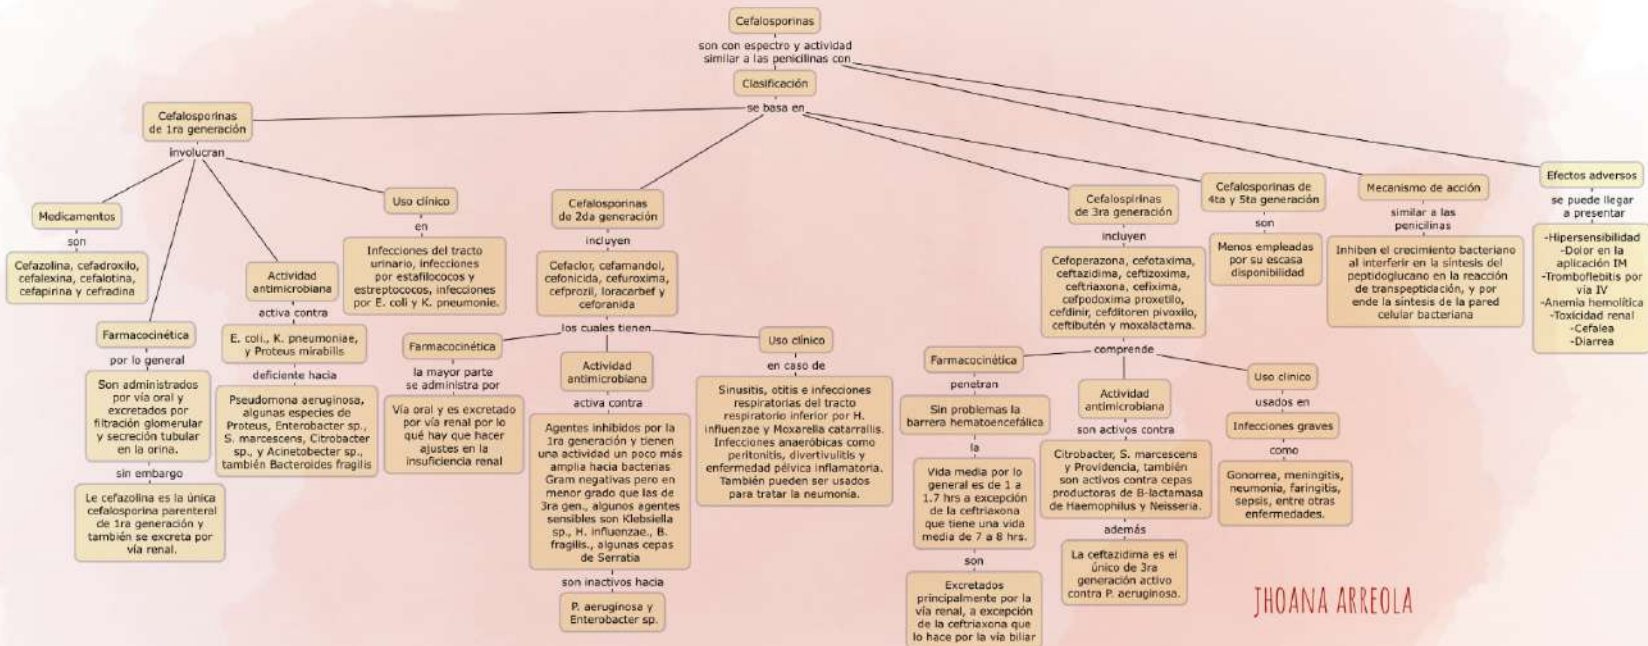 Cefalosporinas
son con espectro y actividad
similar a las penicilinas con
Clasificación
se basa en
Cefalosporinas
de 1ra generación
involucran
Medicamentos
son
Cefazolina, cefadroxilo,
cefalexina, cefalotina,
cefapirina y cefradina
Farmacocinética
por lo general
Son administrados
por vía oral y
excretados por
filtración glomerular
y secreción tubular
en la orina.
sin embargo
Le cefazolina es la única
cefalosporina parenteral
de 1ra generación y
también se excreta por
vía renal.
Actividad
antimicrobiana
activa contra
E. coli., K. pneumoniae,
y Proteus mirabilis
deficiente hacia
Pseudomona aeruginosa,
algunas especies de
Proteus, Enterobacter sp.,
S. marcescens, Citrobacter
sp., y Acinetobecter sp.,
también Bacteroides fragilis
Uso clínico
en
Infecciones del tracto
urinario, infecciones
por estafilococos y
estreptococos, infecciones
por E. coli y K. pneumonie.
Cefalosporinas
de 2da generación
incluyen
Cefaclor, cefamandol,
cefonicida, cefuroxima,
cefprozil, loracarbef y
ceforanida
los cuales tienen
Farmacocinética
la mayor parte
se administra por
Vía oral y es excretado
por vía renal por lo
qué hay que hacer
ajustes en la
insuficiencia renal
Actividad
antimicrobiana
activa contra
Agentes inhibidos por la
1ra generación y tienen
una actividad un poco más
amplia hacia bacterias
Gram negativas pero en
menor grado que las de
3ra gen., algunos agentes
sensibles son Klebsiella
sp., H. influenzae., B.
fragilis., algunas cepas
de Serratia
son inactivos hacia
P. aeruginosa y
Enterobacter sp.
Uso clínico
en caso de
Sinusitis, otitis e infecciones
respiratorias del tracto
respiratorio inferior por H.
influenzae y Moxarella catarrallis.
Infecciones anaeróbicas como
peritonitis, divertivulitis y
enfermedad pélvica inflamatoria.
También pueden ser usados
para tratar la neumonía.
Cefalospirinas
de 3ra generación
incluyen
Cefoperazona, cefotaxima,
ceftazidima, ceftizoxima,
ceftriaxona, cefixima,
cefpodoxima proxetilo,
cefdinir, cefditoren pivoxilo,
ceftibutén y moxalactama.
comprende
Farmacocinética
penetran
Sin problemas la
barrera hematoencefálica
la
Vida media por lo
general es de 1 a
1.7 hrs a excepción
de la ceftriaxona
que tiene una vida
media de 7 a 8 hrs.
son
Excretados
principalmente por la
vía renal, a excepción
de la ceftriaxona que
lo hace por la vía biliar
Actividad
antimicrobiana
son activos contra
Citrobacter, S. marcescens
y Providencia, también
son activos contra cepas
productoras de B-lactamasa
de Haemophilus y Neisseria.
además
La ceftazidima es el
único de 3ra
generación activo
contra P. aeruginosa.
Uso clínico
usados en
Infecciones graves
como
Gonorrea, meningitis,
neumonía, faringitis,
sepsis, entre otras
enfermedades.
Cefalosporinas de
4ta y 5ta generación
son
Menos empleadas
por su escasa
disponibilidad
Mecanismo de acción
similar a las
penicilinas
Inhiben el crecimiento bacteriano
al interferir en la síntesis del
peptidoglucano en la reacción
de transpeptidación, y por
ende la síntesis de la pared
celular bacteriana
Efectos adversos
se puede llegar
a presentar
-Hipersensibilidad
-Dolor en la
aplicación IM
-Tromboflebitis por
vía IV
-Anemia hemolítica
-Toxicidad renal
-Cefalea
-Diarrea
JHOANA ARREOLA